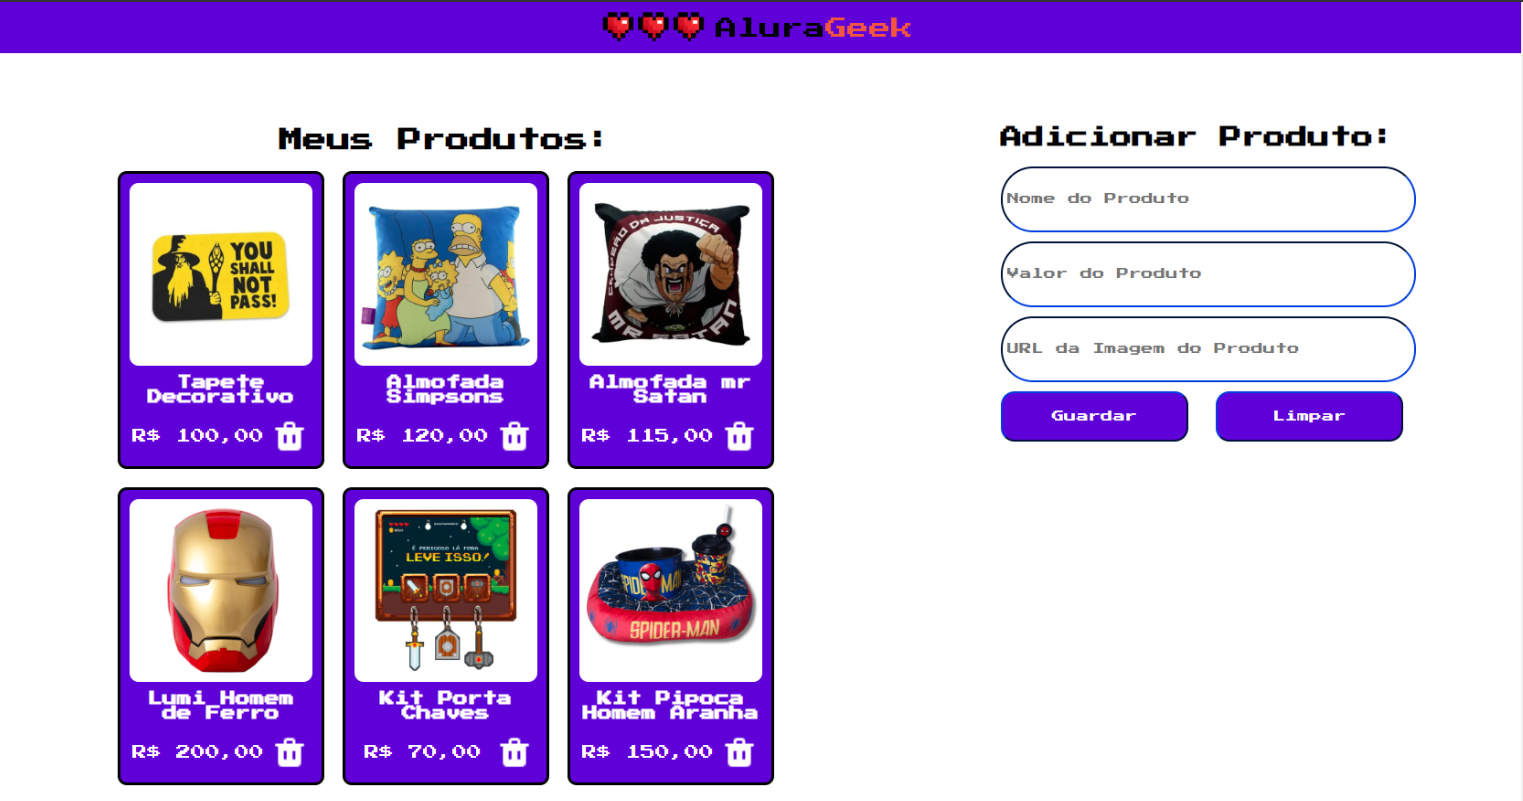 AluraGeek
Meus Produtos:
YOU
SHALL
NOT
PASS!
Tapete
Decorativo
R$ 100,00
Almofada
Simpsons
R$ 120,00
CAMPEÃO DA JUSTIÇA
MR SATAN
Almofada mr
Satan
R$ 115,00
Lumi Homem
de Ferro
R$ 200,00
É PERIGOSO LÁ FORA
LEVE ISSO!
Kit Porta
Chaves
R$ 70,00
SPIDER-MAN
Kit Pipoca
Homem Aranha
R$ 150,00
Adicionar Produto:
Nome do Produto
Valor do Produto
URL da Imagem do Produto
Guardar
Limpar